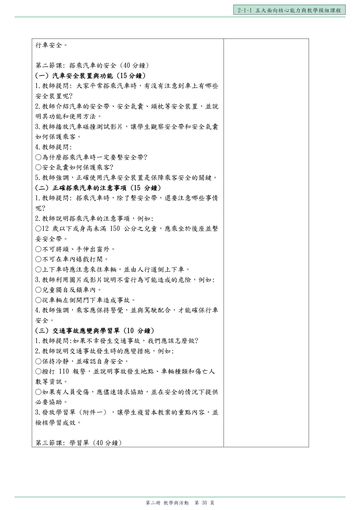 2-1-1 五大面向核心能力與教學模組課程
行車安全。
第二節課: 搭乘汽車的安全 (40 分鐘)
(一) 汽車安全裝置與功能 (15 分鐘)
1.教師提問: 大家平常搭乘汽車時,有沒有注意到車上有哪些
安全裝置呢?
2.教師介紹汽車的安全帶、安全氣囊、頭枕等安全裝置,並說
明其功能和使用方法。
3.教師播放汽車碰撞測試影片,讓學生觀察安全帶和安全氣囊
如何保護乘客。
4.教師提問:
○為什麼搭乘汽車時一定要繫安全帶?
○安全氣囊如何保護乘客?
5.教師強調,正確使用汽車安全裝置是保障乘客安全的關鍵。
(二) 正確搭乘汽車的注意事項 (15 分鐘)
1.教師提問: 搭乘汽車時,除了繫安全帶,還要注意哪些事情
呢?
2.教師說明搭乘汽車的注意事項,例如:
○12 歲以下或身高未滿 150 公分之兒童,應乘坐於後座並繫
妥安全帶。
○不可將頭、手伸出窗外。
○不可在車內嬉戲打鬧。
○上下車時應注意來往車輛,並由人行道側上下車。
3.教師利用圖片或影片說明不當行為可能造成的危險,例如:
○兒童獨自反鎖車內。
○從車輛左側開門下車造成事故。
4.教師強調,乘客應保持警覺,並與駕駛配合,才能確保行車
安全。
(三) 交通事故應變與學習單 (10 分鐘)
1.教師提問:如果不幸發生交通事故,我們應該怎麼做?
2.教師說明交通事故發生時的應變措施,例如:
○保持冷靜,並確認自身安全。
○撥打 110 報警,並說明事故發生地點、車輛種類和傷亡人
數等資訊。
○如果有人員受傷,應儘速請求協助,並在安全的情況下提供
必要協助。
3.發放學習單 (附件一) ,讓學生複習本教案的重點內容,並
檢核學習成效。
第三節課: 學習單 (40 分鐘)
第二冊 教學與活動 第 30 頁